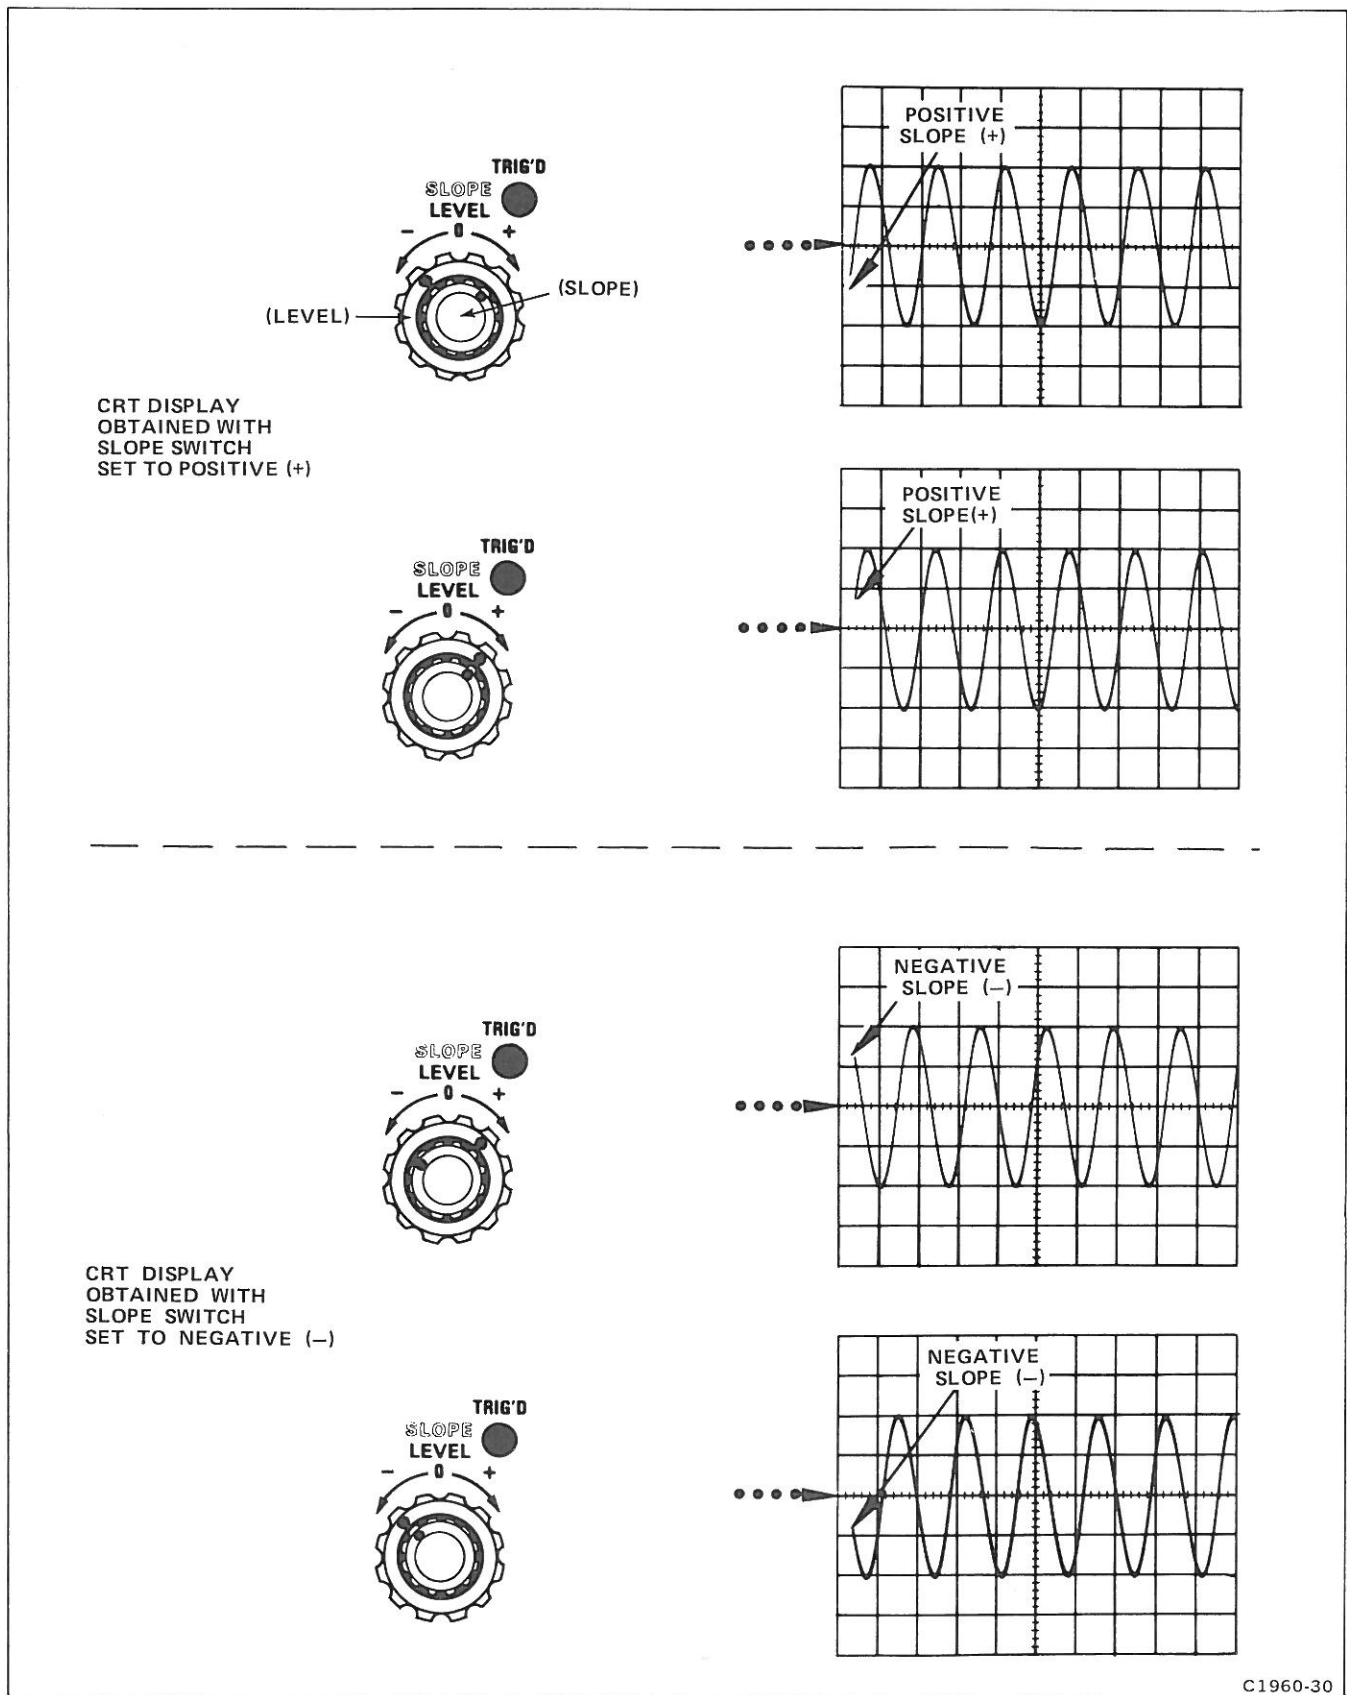 POSITIVE
SLOPE (+)
TRIG'D
SLOPE
LEVEL
- 0 +
(SLOPE)
(LEVEL)
CRT DISPLAY
OBTAINED WITH
SLOPE SWITCH
SET TO POSITIVE (+)
POSITIVE
SLOPE(+)
TRIG'D
SLOPE
LEVEL
- 0 +
NEGATIVE
SLOPE (—)
TRIG'D
SLOPE
LEVEL
- 0 +
CRT DISPLAY
OBTAINED WITH
SLOPE SWITCH
SET TO NEGATIVE (—)
NEGATIVE
SLOPE (—)
TRIG'D
SLOPE
LEVEL
- 0 +
C1960-30